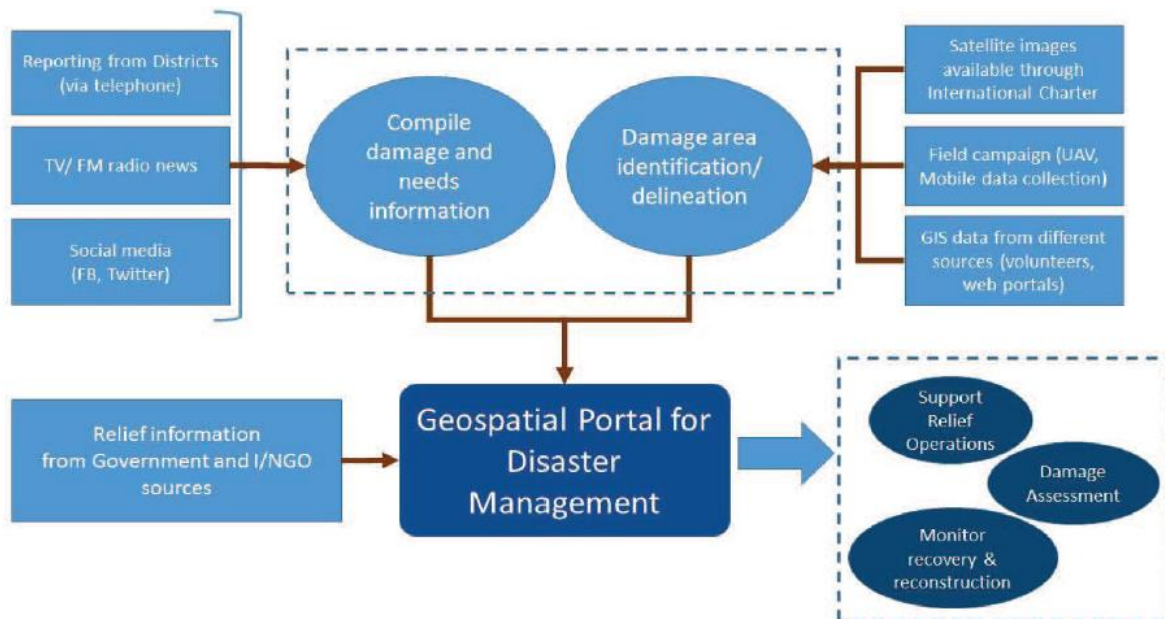 Reporting from Districts
(via telephone)
TV/ FM radio news
Social media
(FB, Twitter)
Compile
damage and
needs
information
Damage area
identification/
delineation
Satellite images
available through
International Charter
Field campaign (UAV,
Mobile data collection)
GIS data from different
sources (volunteers,
web portals)
Relief information
from Government and I/NGO
sources
Geospatial Portal for
Disaster
Management
Support
Relief
Operations
Damage
Assessment
Monitor
recovery &
reconstruction